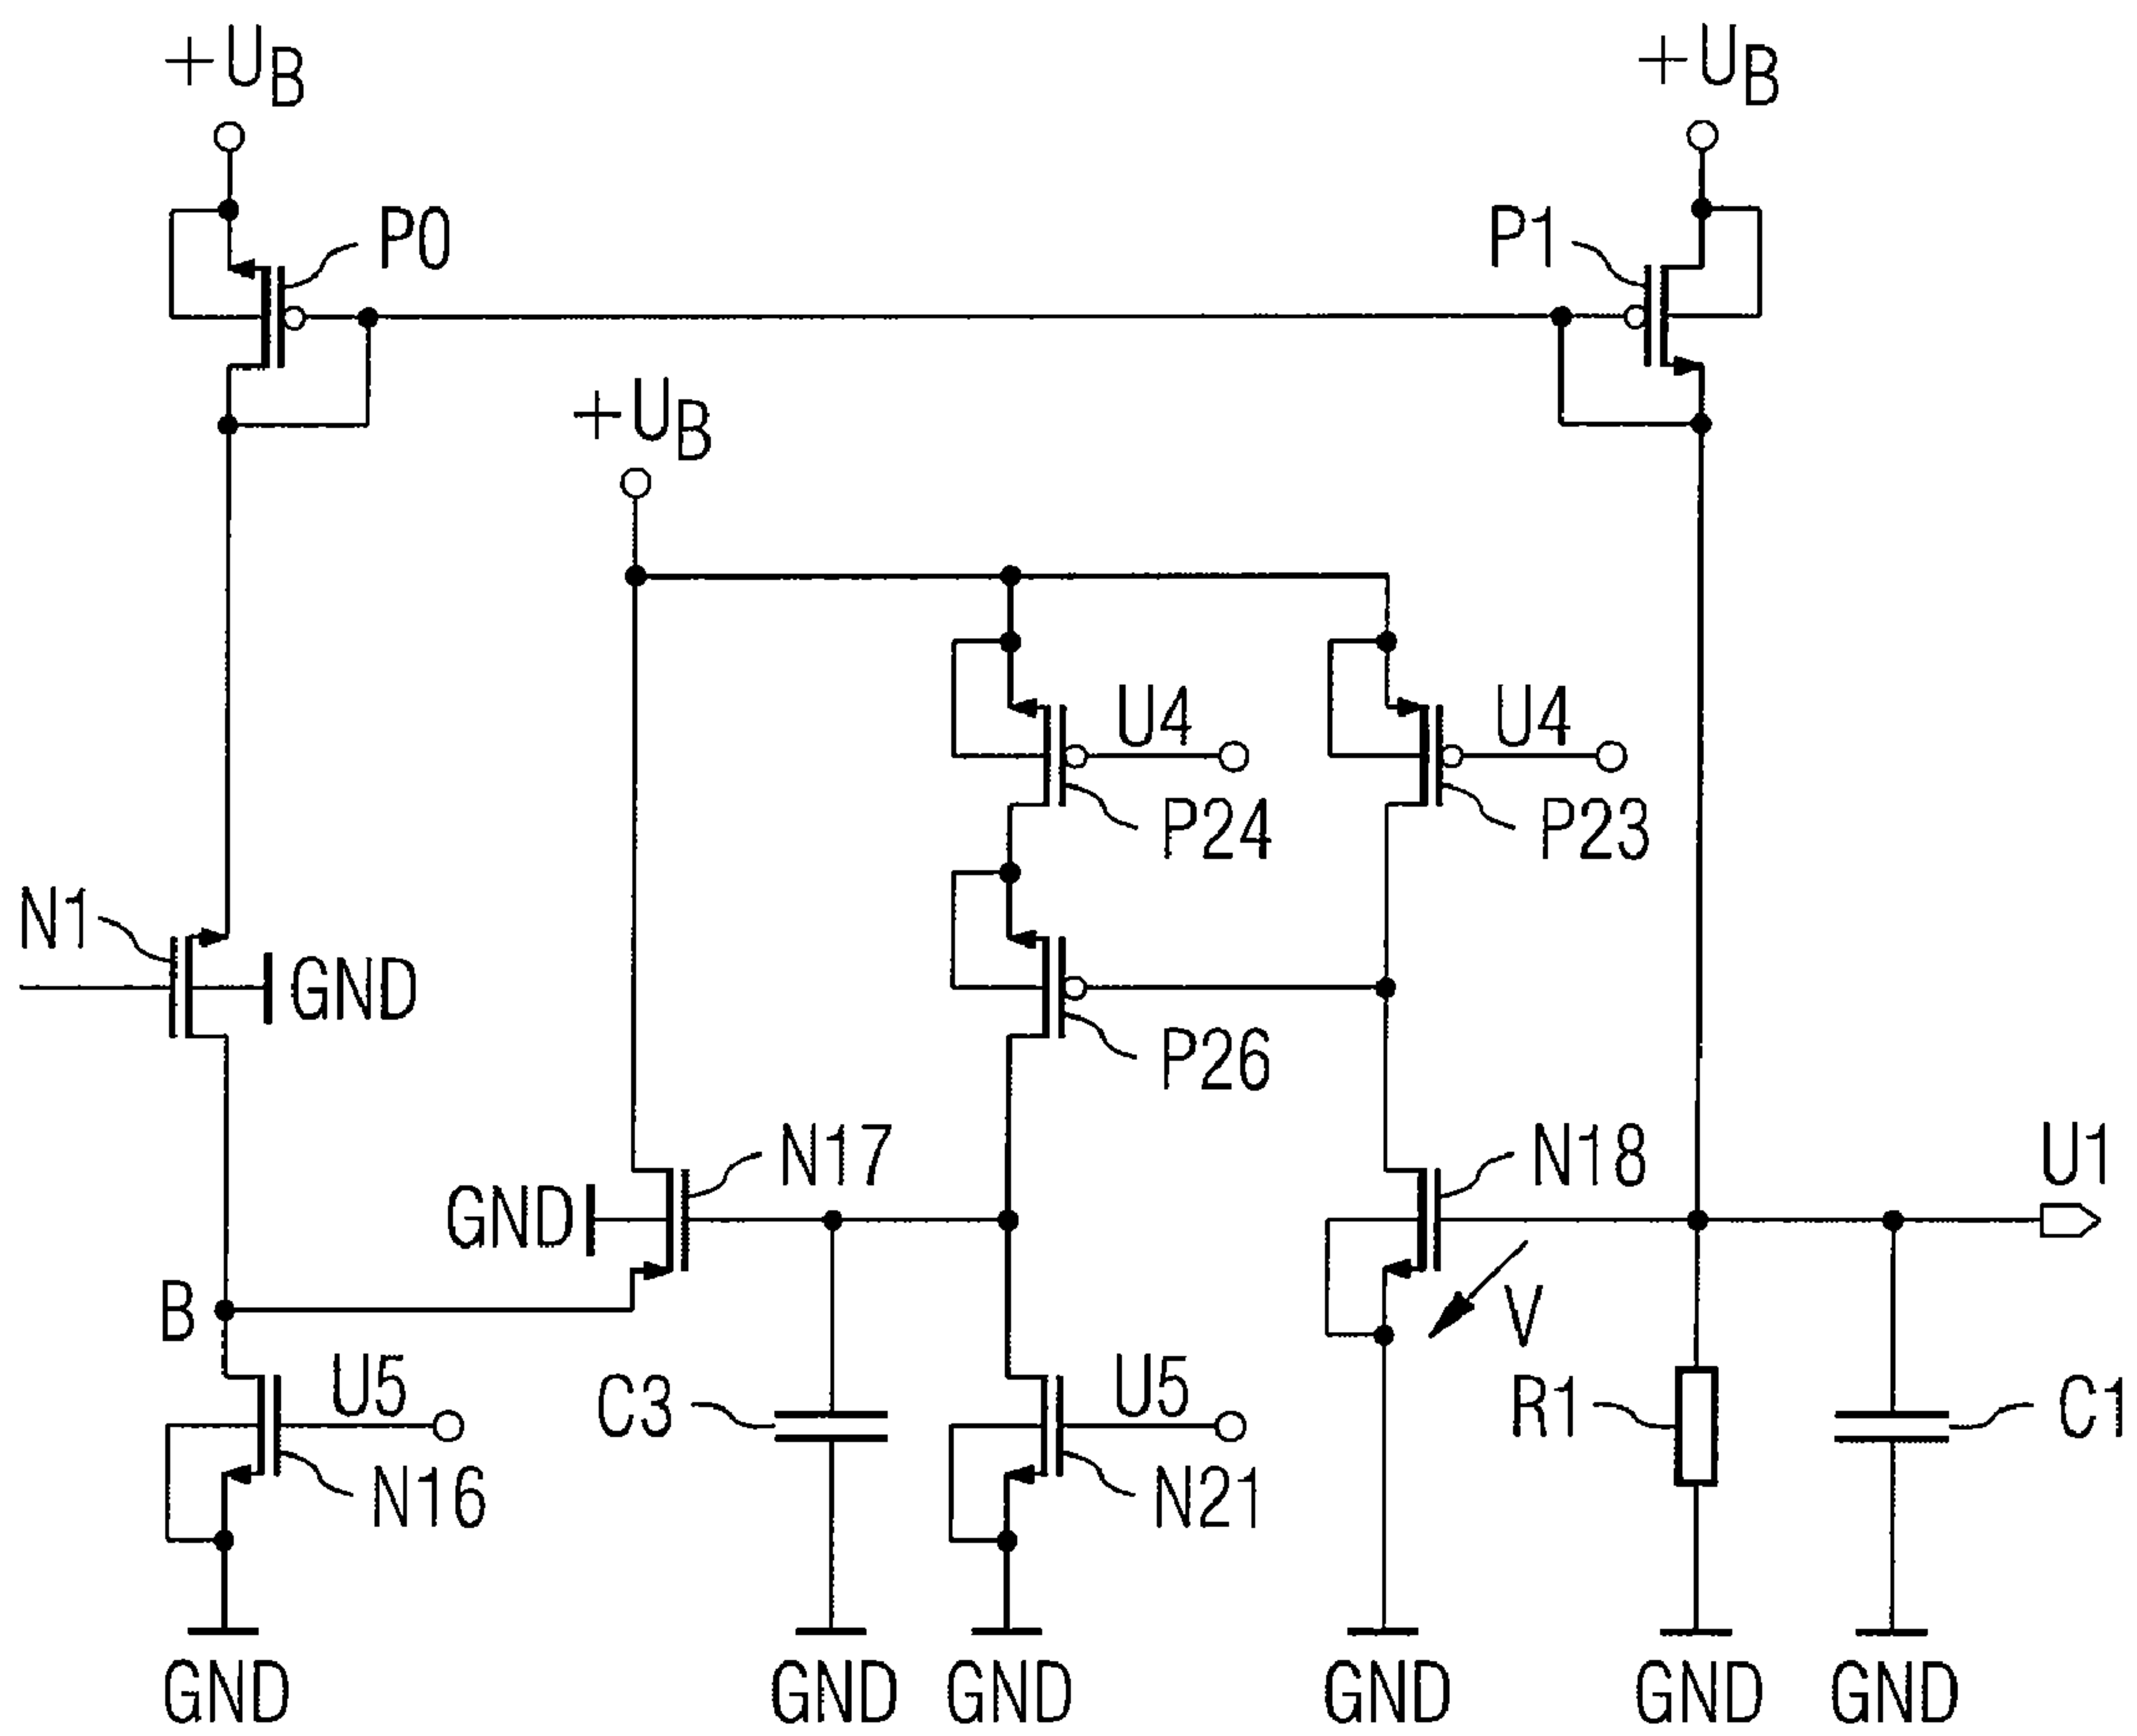 +UB
+UB
P0
P1
+UB
U4
U4
P24
P23
N1
GND
P26
N17
N18
U1
GND
B
V
U5
C3
U5
R1
C1
N16
N21
GND
GND
GND
GND
GND
GND